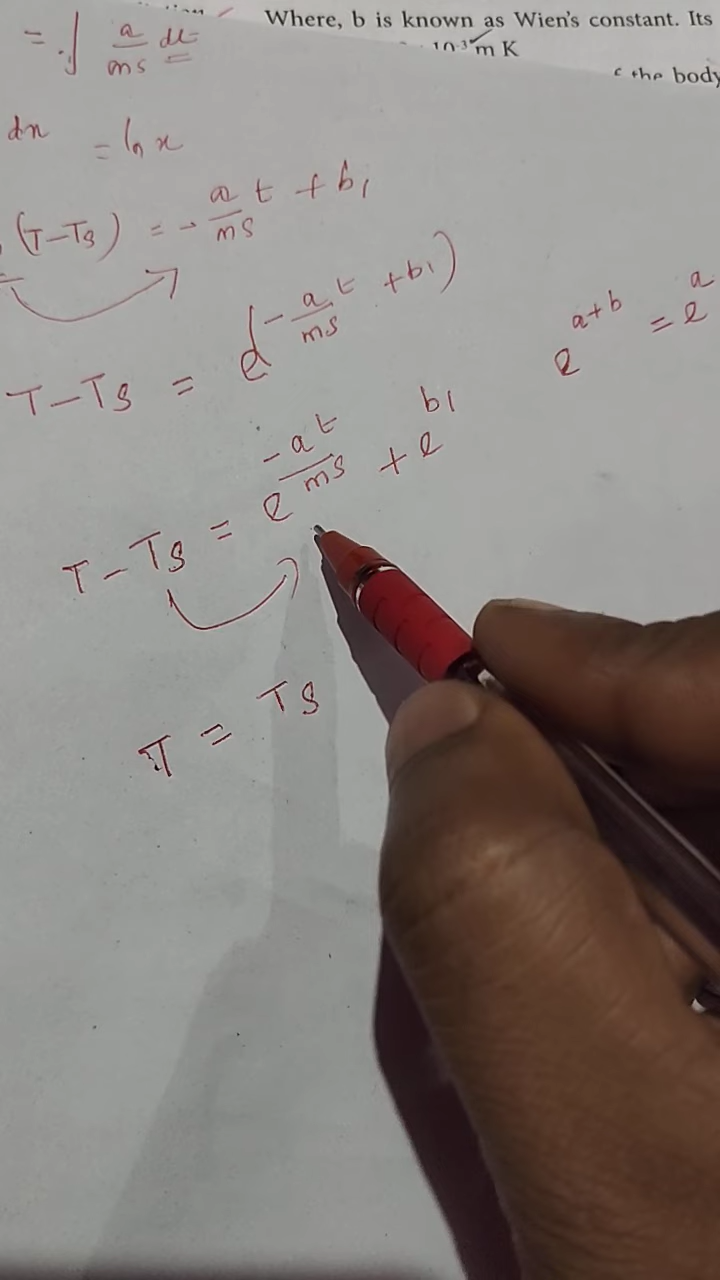 Where, b is known as Wien's constant. Its
10⁻³ m K
the body
= ∫ a/ms dt
dx = ln x
(T-Ts) = - a/ms t + b₁
T-Ts = e^(-a/ms t + b₁)
e^(a+b) = e^a
T-Ts = e^(-at/ms) + e^b₁
T = Ts